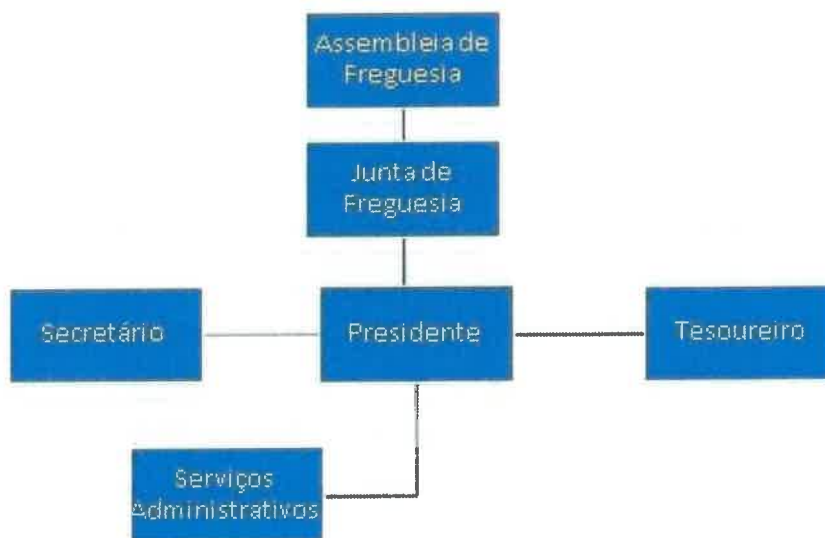 Assembleia de
Freguesia
Junta de
Freguesia
Secretário
Presidente
Tesoureiro
Serviços
Administrativos